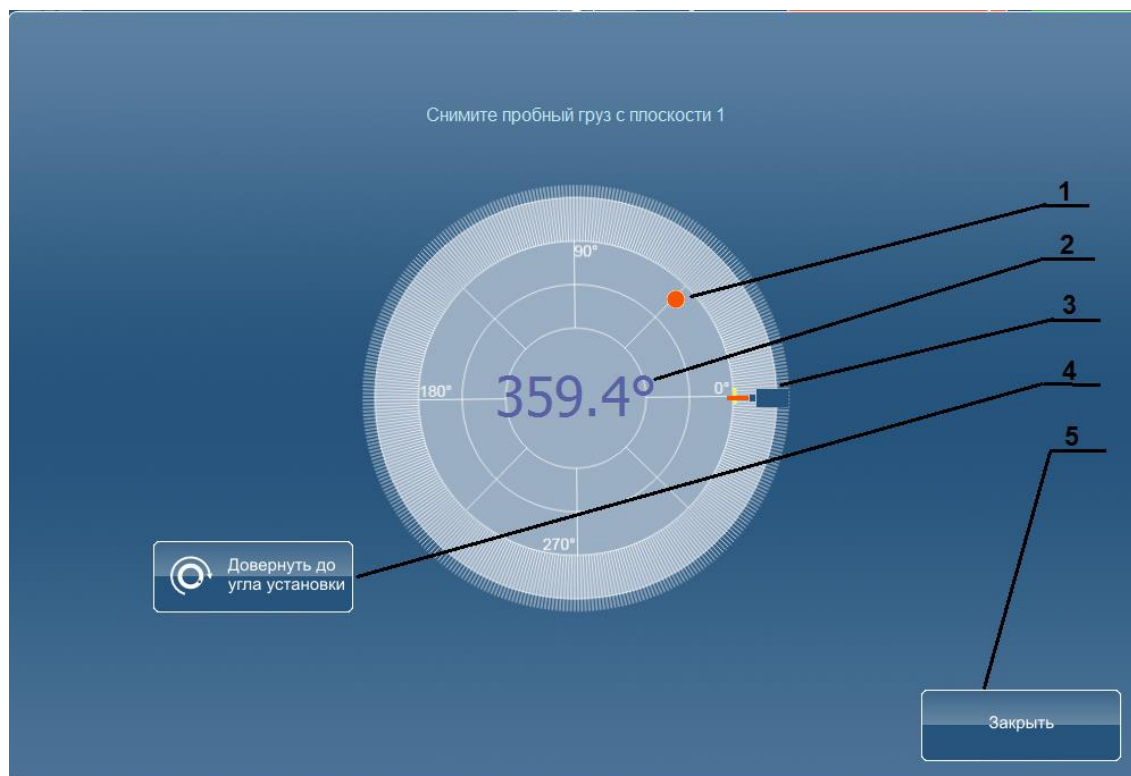 Снимите пробный груз с плоскости 1
1
2
3
4
5
90°
180°
359.4°
0°
270°
Довернуть до
угла установки
Закрыть